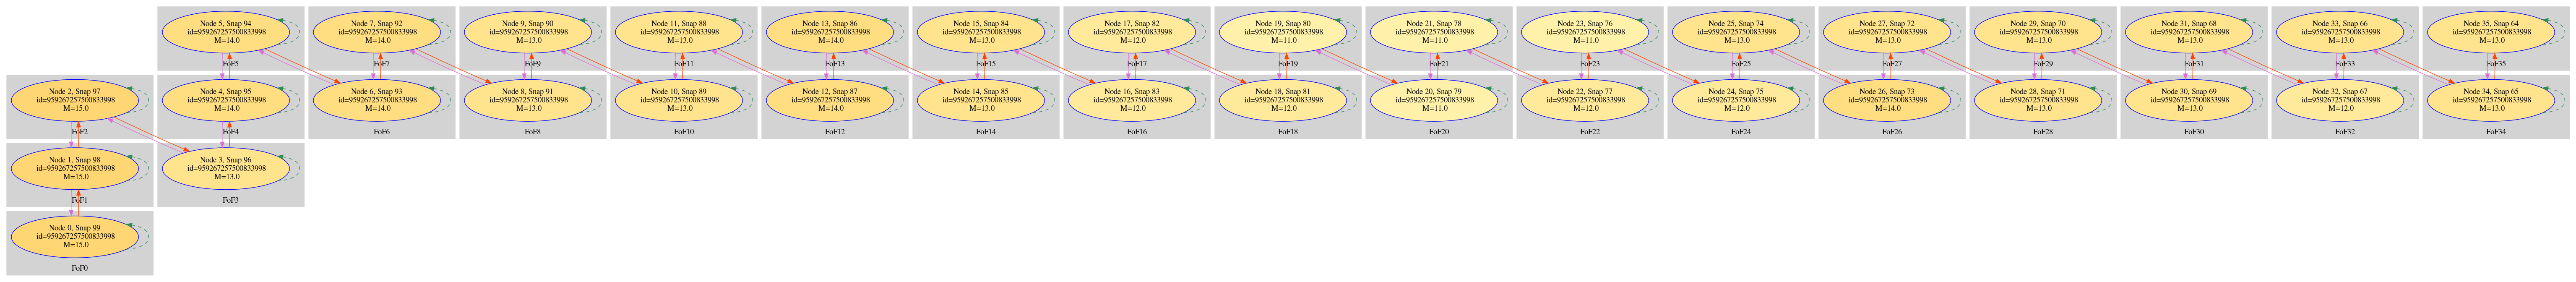 Node 5, Snap 94
id=959267257500833998
M=14.0
FoF5
Node 7, Snap 92
id=959267257500833998
M=14.0
FoF7
Node 9, Snap 90
id=959267257500833998
M=13.0
FoF9
Node 11, Snap 88
id=959267257500833998
M=13.0
FoF11
Node 13, Snap 86
id=959267257500833998
M=14.0
FoF13
Node 15, Snap 84
id=959267257500833998
M=13.0
FoF15
Node 17, Snap 82
id=959267257500833998
M=12.0
FoF17
Node 19, Snap 80
id=959267257500833998
M=11.0
FoF19
Node 21, Snap 78
id=959267257500833998
M=11.0
FoF21
Node 23, Snap 76
id=959267257500833998
M=11.0
FoF23
Node 25, Snap 74
id=959267257500833998
M=13.0
FoF25
Node 27, Snap 72
id=959267257500833998
M=13.0
FoF27
Node 29, Snap 70
id=959267257500833998
M=13.0
FoF29
Node 31, Snap 68
id=959267257500833998
M=13.0
FoF31
Node 33, Snap 66
id=959267257500833998
M=13.0
FoF33
Node 35, Snap 64
id=959267257500833998
M=13.0
FoF35
Node 2, Snap 97
id=959267257500833998
M=15.0
FoF2
Node 4, Snap 95
id=959267257500833998
M=14.0
FoF4
Node 6, Snap 93
id=959267257500833998
M=14.0
FoF6
Node 8, Snap 91
id=959267257500833998
M=13.0
FoF8
Node 10, Snap 89
id=959267257500833998
M=13.0
FoF10
Node 12, Snap 87
id=959267257500833998
M=14.0
FoF12
Node 14, Snap 85
id=959267257500833998
M=13.0
FoF14
Node 16, Snap 83
id=959267257500833998
M=12.0
FoF16
Node 18, Snap 81
id=959267257500833998
M=12.0
FoF18
Node 20, Snap 79
id=959267257500833998
M=11.0
FoF20
Node 22, Snap 77
id=959267257500833998
M=12.0
FoF22
Node 24, Snap 75
id=959267257500833998
M=12.0
FoF24
Node 26, Snap 73
id=959267257500833998
M=14.0
FoF26
Node 28, Snap 71
id=959267257500833998
M=13.0
FoF28
Node 30, Snap 69
id=959267257500833998
M=13.0
FoF30
Node 32, Snap 67
id=959267257500833998
M=12.0
FoF32
Node 34, Snap 65
id=959267257500833998
M=13.0
FoF34
Node 1, Snap 98
id=959267257500833998
M=15.0
FoF1
Node 3, Snap 96
id=959267257500833998
M=13.0
FoF3
Node 0, Snap 99
id=959267257500833998
M=15.0
FoF0